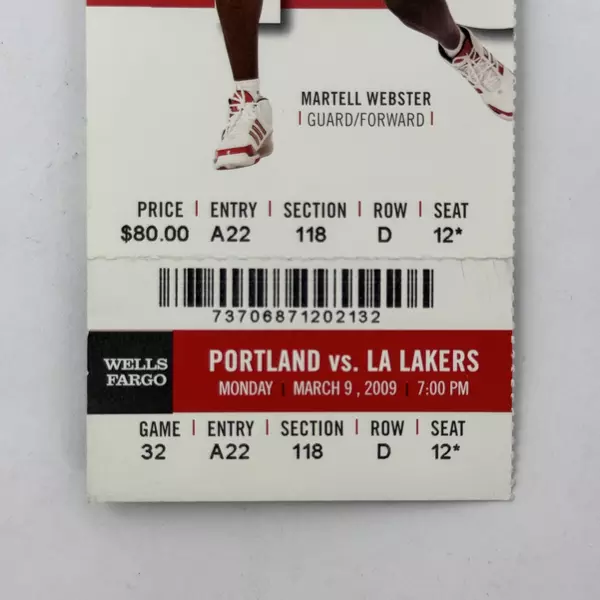 MARTELL WEBSTER
| GUARD/FORWARD |
PRICE | ENTRY | SECTION | ROW | SEAT
$80.00 A22 118 D 12*
73706871202132
WELLS FARGO
PORTLAND vs. LA LAKERS
MONDAY | MARCH 9 , 2009 | 7:00 PM
GAME | ENTRY | SECTION | ROW | SEAT
32 A22 118 D 12*